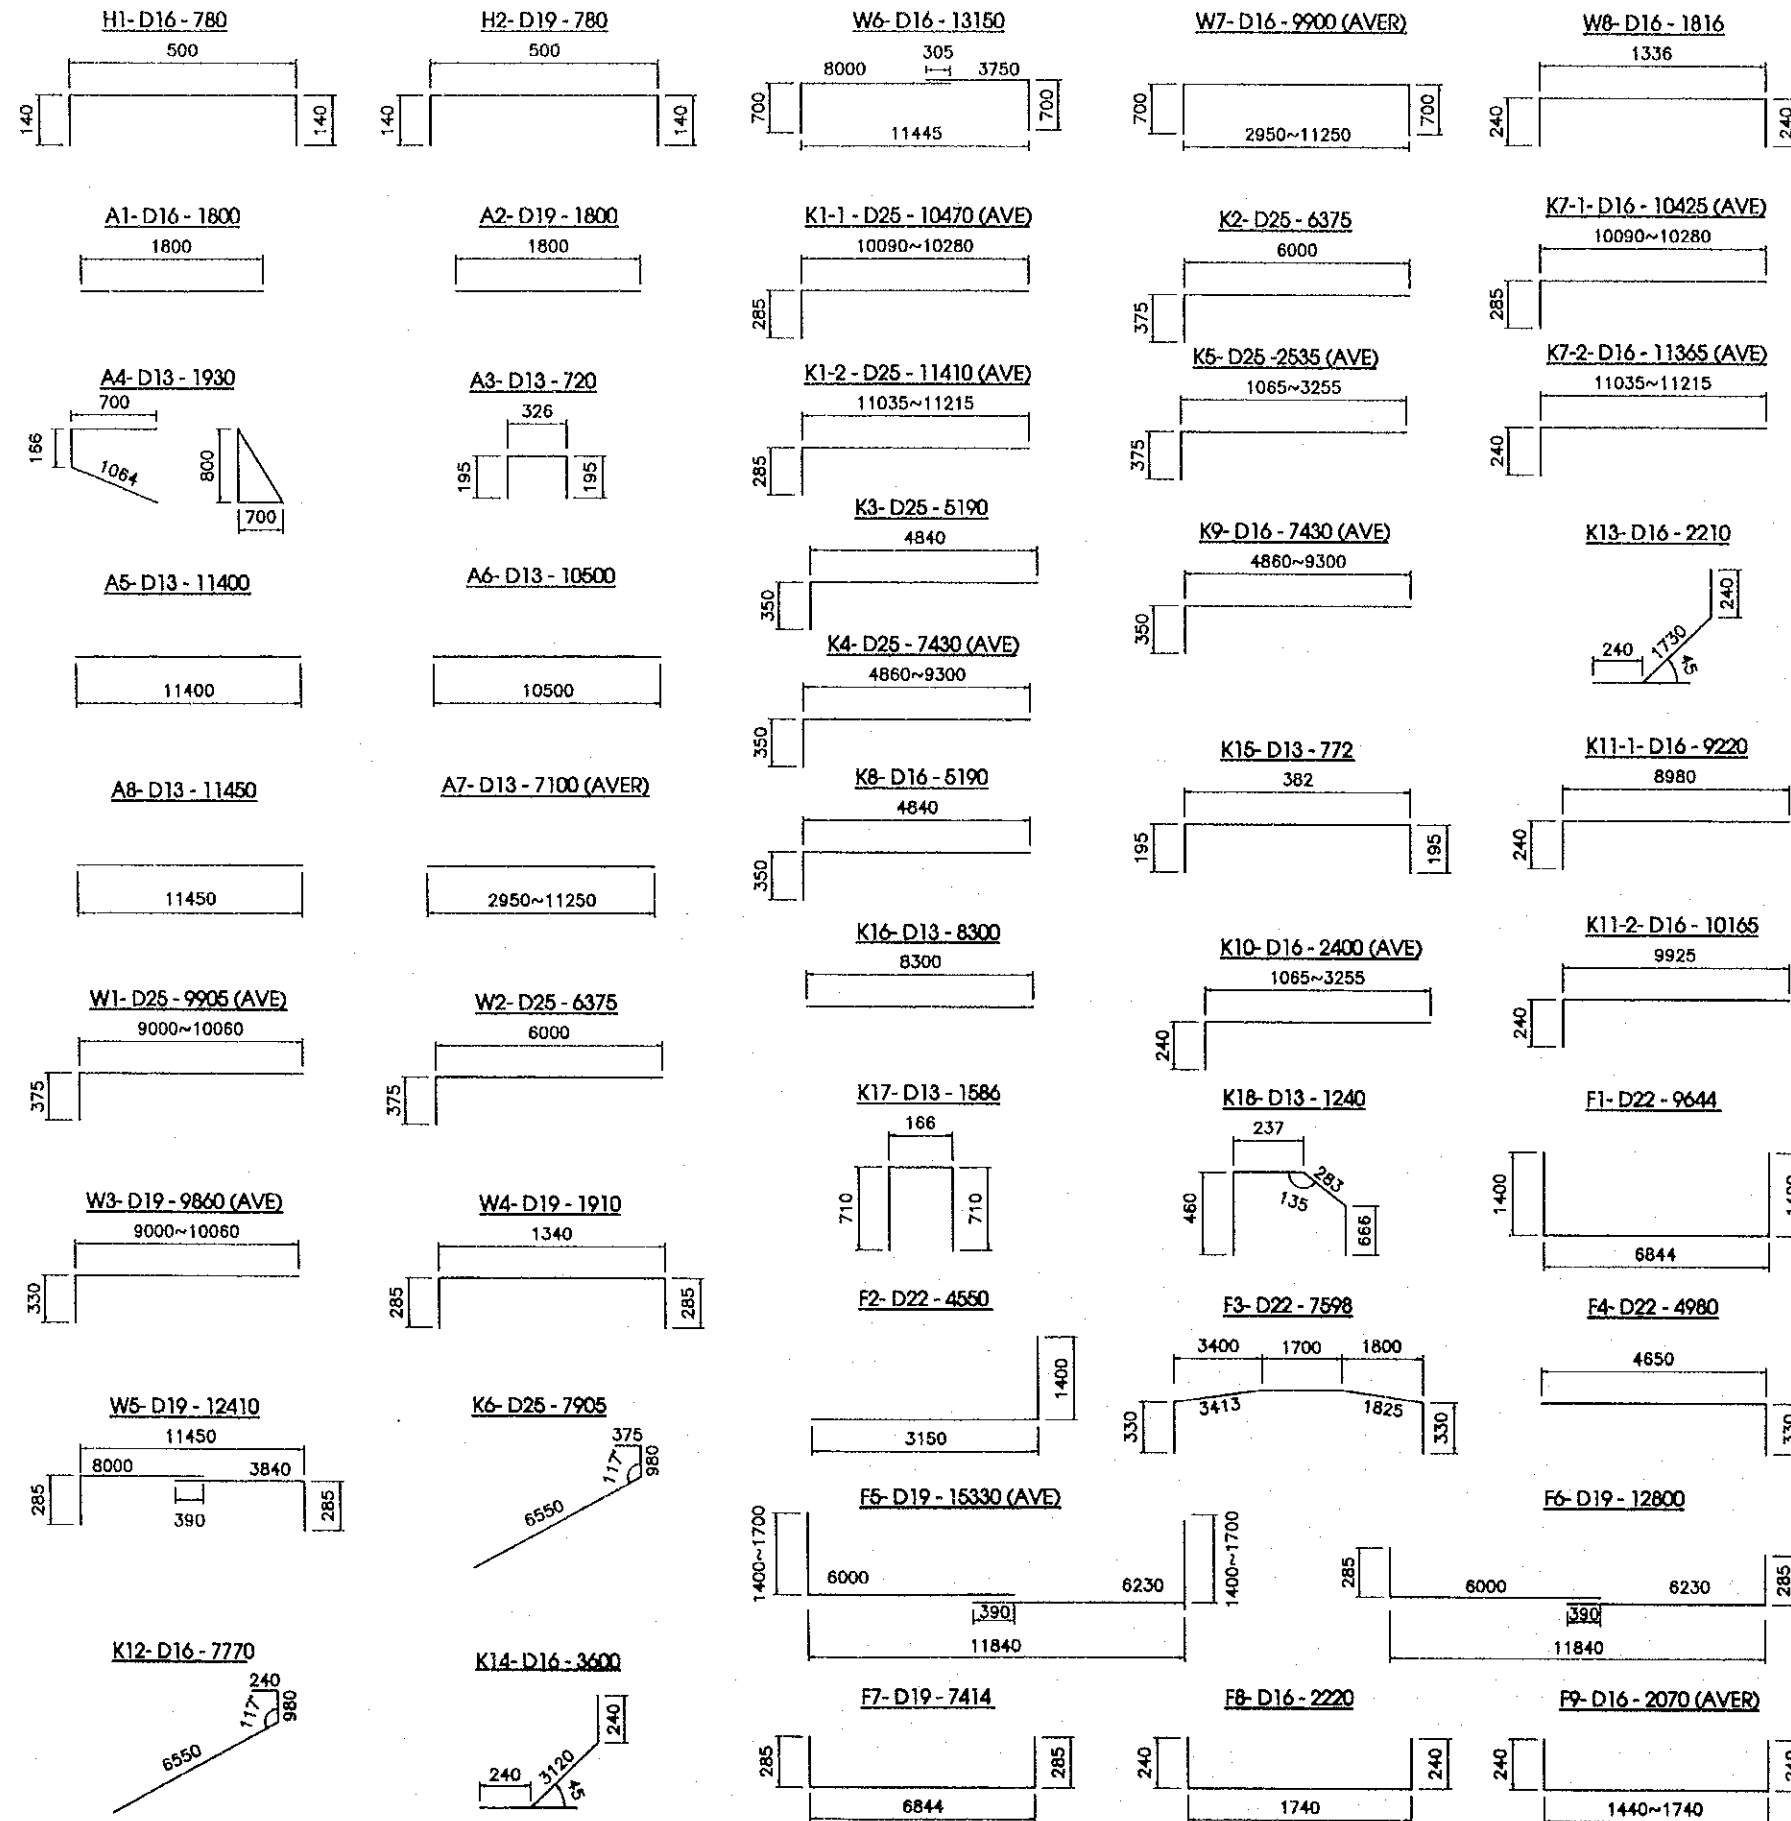 H1- D16 - 780
500
140
140
H2- D19 - 780
500
140
140
W6- D16 - 13150
305
8000
3750
700
700
11445
W7- D16 - 9900 (AVER)
700
700
2950~11250
W8- D16 - 1816
1336
240
240
A1- D16 - 1800
1800
A2- D19 - 1800
1800
K1-1 - D25 - 10470 (AVE)
10090~10280
285
K2- D25 - 6375
6000
375
K7-1- D16 - 10425 (AVE)
10090~10280
285
A4- D13 - 1930
700
166
1064
800
700
A3- D13 - 720
326
195
195
K1-2 - D25 - 11410 (AVE)
11035~11215
285
K5- D25 -2535 (AVE)
1065~3255
375
K7-2- D16 - 11365 (AVE)
11035~11215
240
K3- D25 - 5190
4840
350
K9- D16 - 7430 (AVE)
4860~9300
350
K13- D16 - 2210
240
1730
240
45
A5- D13 - 11400
11400
A6- D13 - 10500
10500
K4- D25 - 7430 (AVE)
4860~9300
350
A8- D13 - 11450
11450
A7- D13 - 7100 (AVER)
2950~11250
K8- D16 - 5190
4840
350
K15- D13 - 772
382
195
195
K11-1- D16 - 9220
8980
240
K16- D13 - 8300
8300
K10- D16 - 2400 (AVE)
1065~3255
240
K11-2- D16 - 10165
9925
240
W1- D25 - 9905 (AVE)
9000~10060
375
W2- D25 - 6375
6000
375
K17- D13 - 1586
166
710
710
K18- D13 - 1240
237
283
135
460
666
F1- D22 - 9644
1400
6844
W3- D19 - 9860 (AVE)
9000~10060
330
W4- D19 - 1910
1340
285
285
F2- D22 - 4550
1400
3150
F3- D22 - 7598
3400
1700
1800
3413
1825
330
330
F4- D22 - 4980
4650
330
W5- D19 - 12410
11450
8000
3840
285
285
390
K6- D25 - 7905
375
117°
980
6550
F5- D19 - 15330 (AVE)
1400~1700
1400~1700
6000
6230
390
11840
F6- D19 - 12800
285
285
6000
6230
390
11840
K12- D16 - 7770
240
117°
980
6550
K14- D16 - 3600
240
3120
240
45
F7- D19 - 7414
285
285
6844
F8- D16 - 2220
240
240
1740
F9- D16 - 2070 (AVER)
240
240
1440~1740